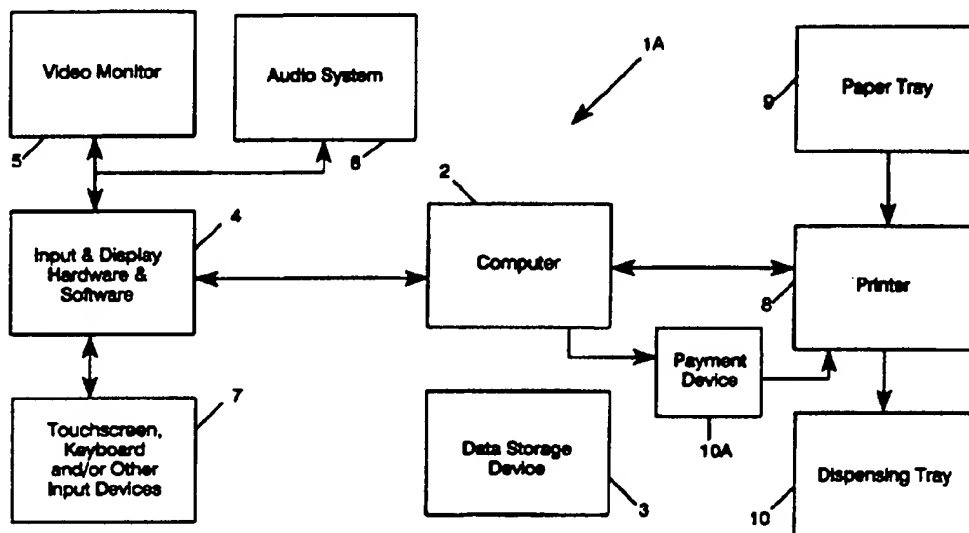 Video Monitor
5
Audio System
6
1A
Paper Tray
9
4
Input & Display
Hardware &
Software
2
Computer
Printer
8
Payment
Device
10A
7
Touchscreen,
Keyboard
and/or Other
Input Devices
Data Storage
Device
3
Dispensing Tray
10